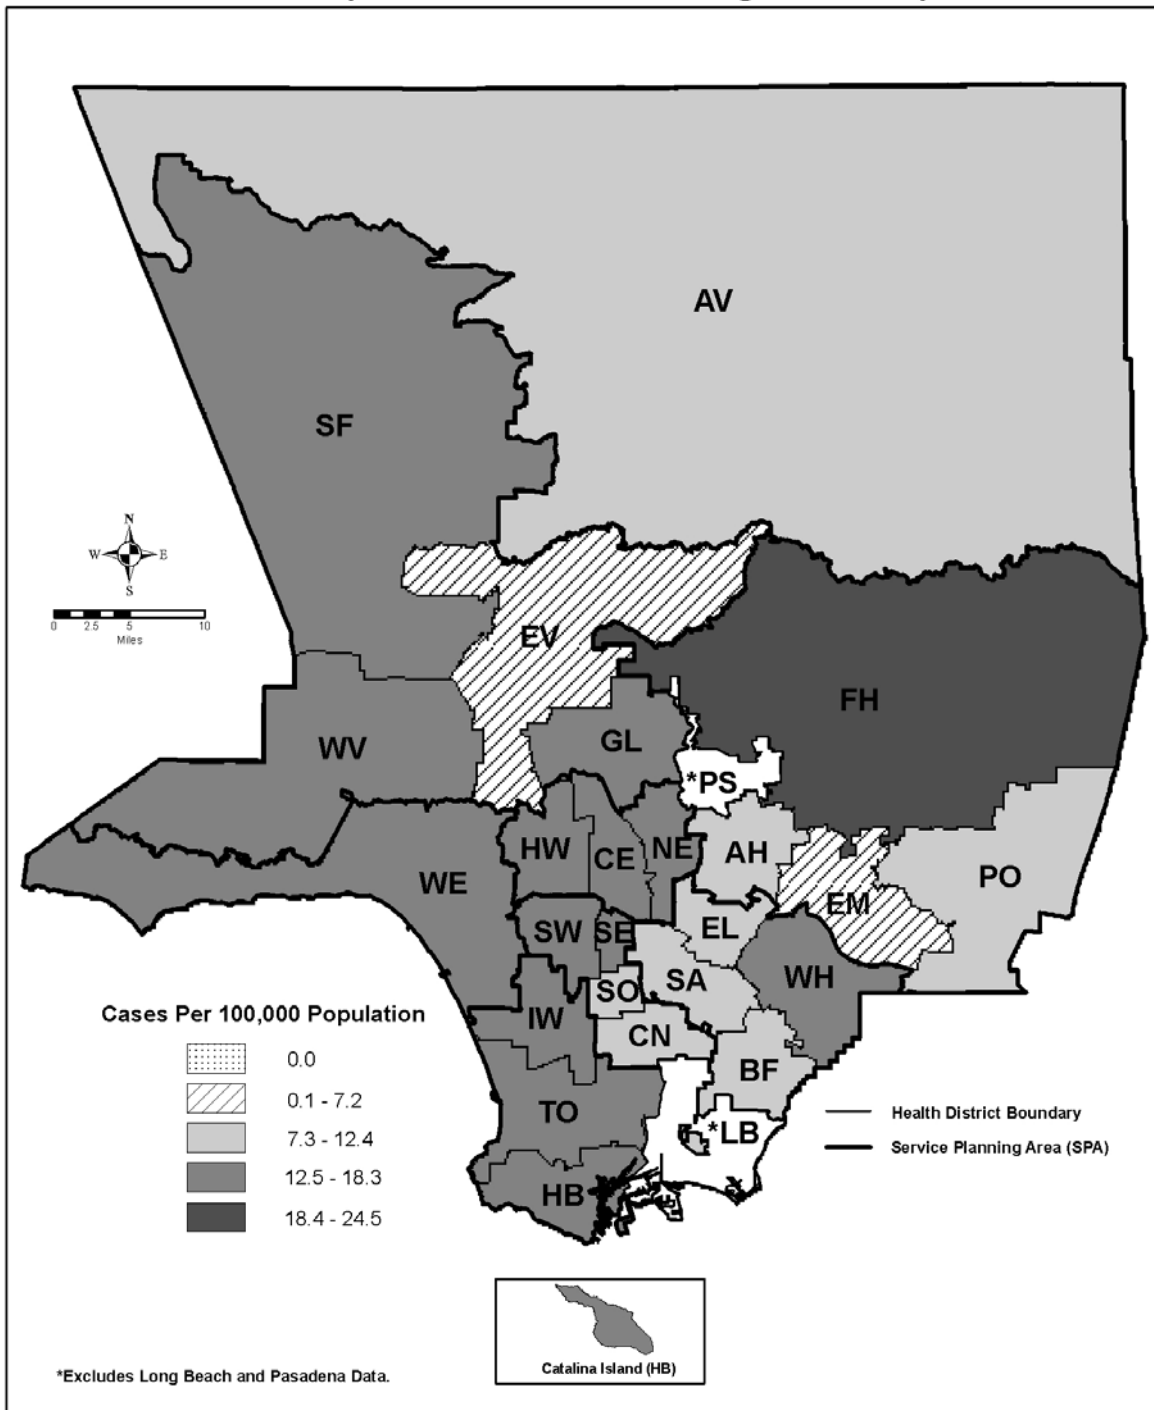 AV
SF
N
W E
S
0 2.5 5 10
Miles
EV
FH
WV
GL
*PS
HW
CE
NE
AH
PO
WE
EM
SW
SE
EL
WH
SA
SO
IW
CN
BF
TO
*LB
HB
Cases Per 100,000 Population
0.0
0.1 - 7.2
7.3 - 12.4
12.5 - 18.3
18.4 - 24.5
Health District Boundary
Service Planning Area (SPA)
Catalina Island (HB)
*Excludes Long Beach and Pasadena Data.